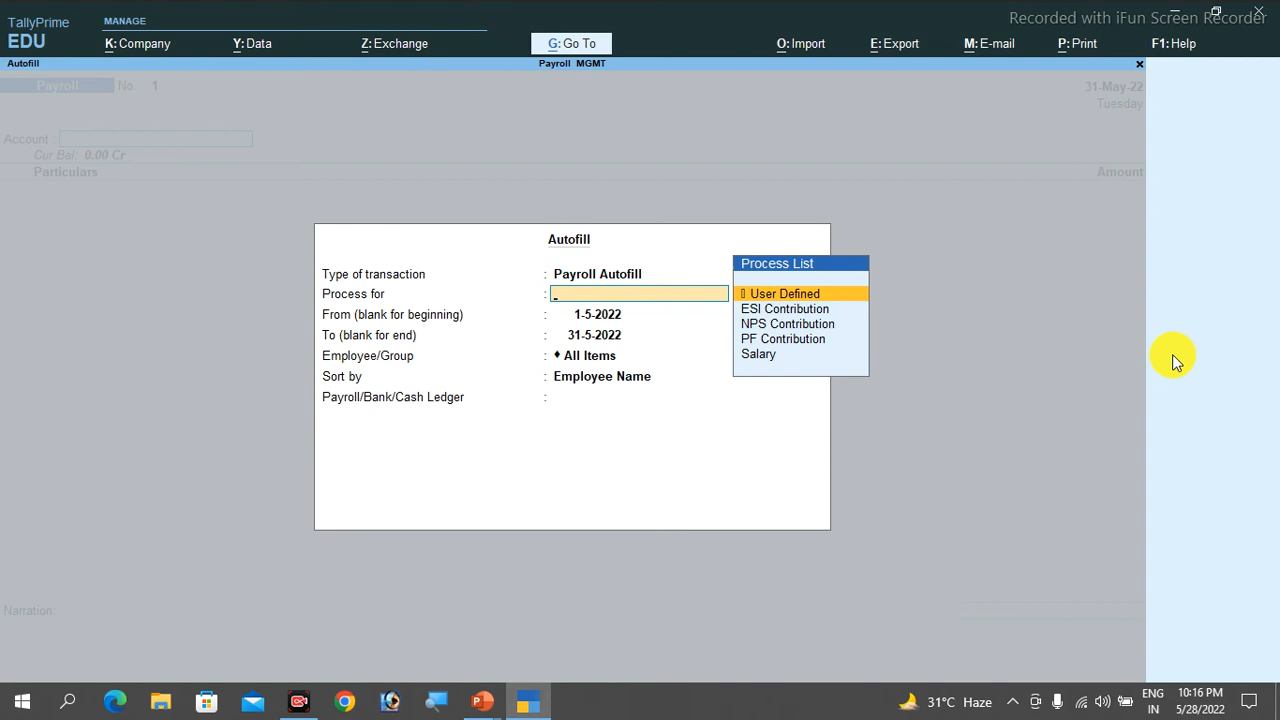 Recorded with iFun Screen Recorder
TallyPrime
EDU
MANAGE
K:Company
Y:Data
Z:Exchange
G:Go To
O:Import
E:Export
M:E-mail
P:Print
F1:Help
Autofill
Payroll MGMT
Payroll
No. 1
31-May-22
Tuesday
Account :
Cur Bal: 0.00 Cr
Particulars
Amount
Autofill
Type of transaction : Payroll Autofill
Process for :
From (blank for beginning) : 1-5-2022
To (blank for end) : 31-5-2022
Employee/Group : ♦ All Items
Sort by : Employee Name
Payroll/Bank/Cash Ledger :
Process List
User Defined
ESI Contribution
NPS Contribution
PF Contribution
Salary
Narration:
31°C Haze
ENG
IN
10:16 PM
5/28/2022